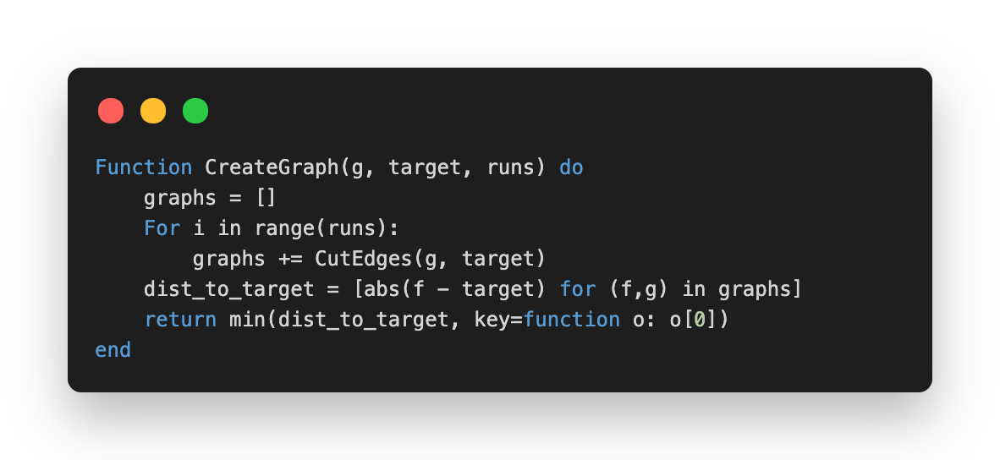 Function CreateGraph(g, target, runs) do
    graphs = []
    For i in range(runs):
        graphs += CutEdges(g, target)
    dist_to_target = [abs(f − target) for (f,g) in graphs]
    return min(dist_to_target, key=function o: o[0])
end